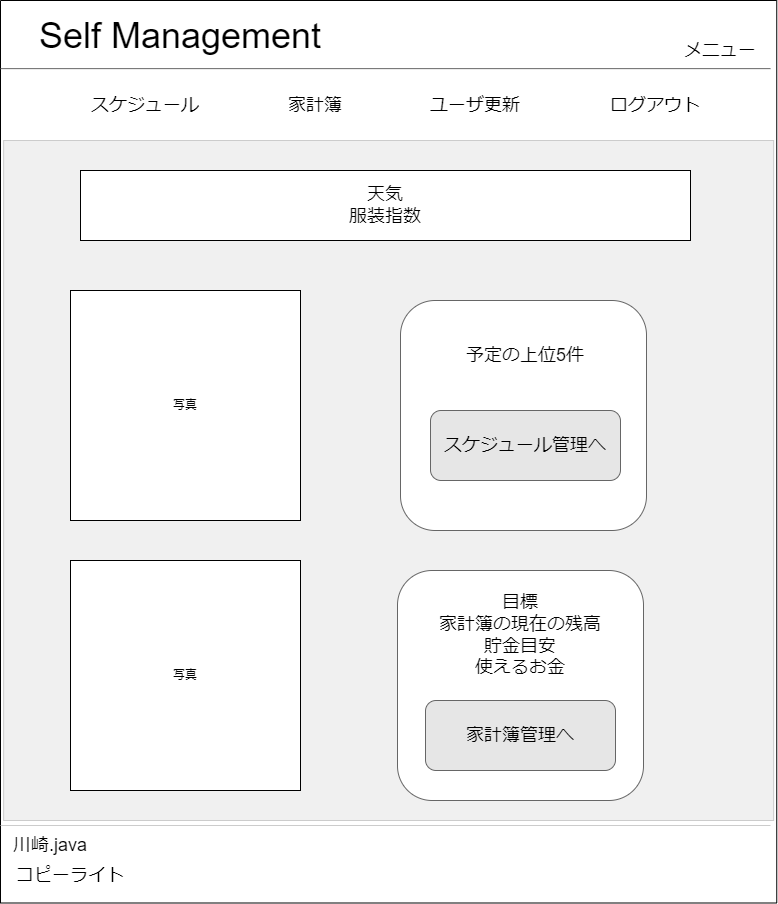 Self Management
メニュー
スケジュール
家計簿
ユーザ更新
ログアウト
天気
服装指数
写真
予定の上位5件
スケジュール管理へ
写真
目標
家計簿の現在の残高
貯金目安
使えるお金
家計簿管理へ
川崎.java
コピーライト